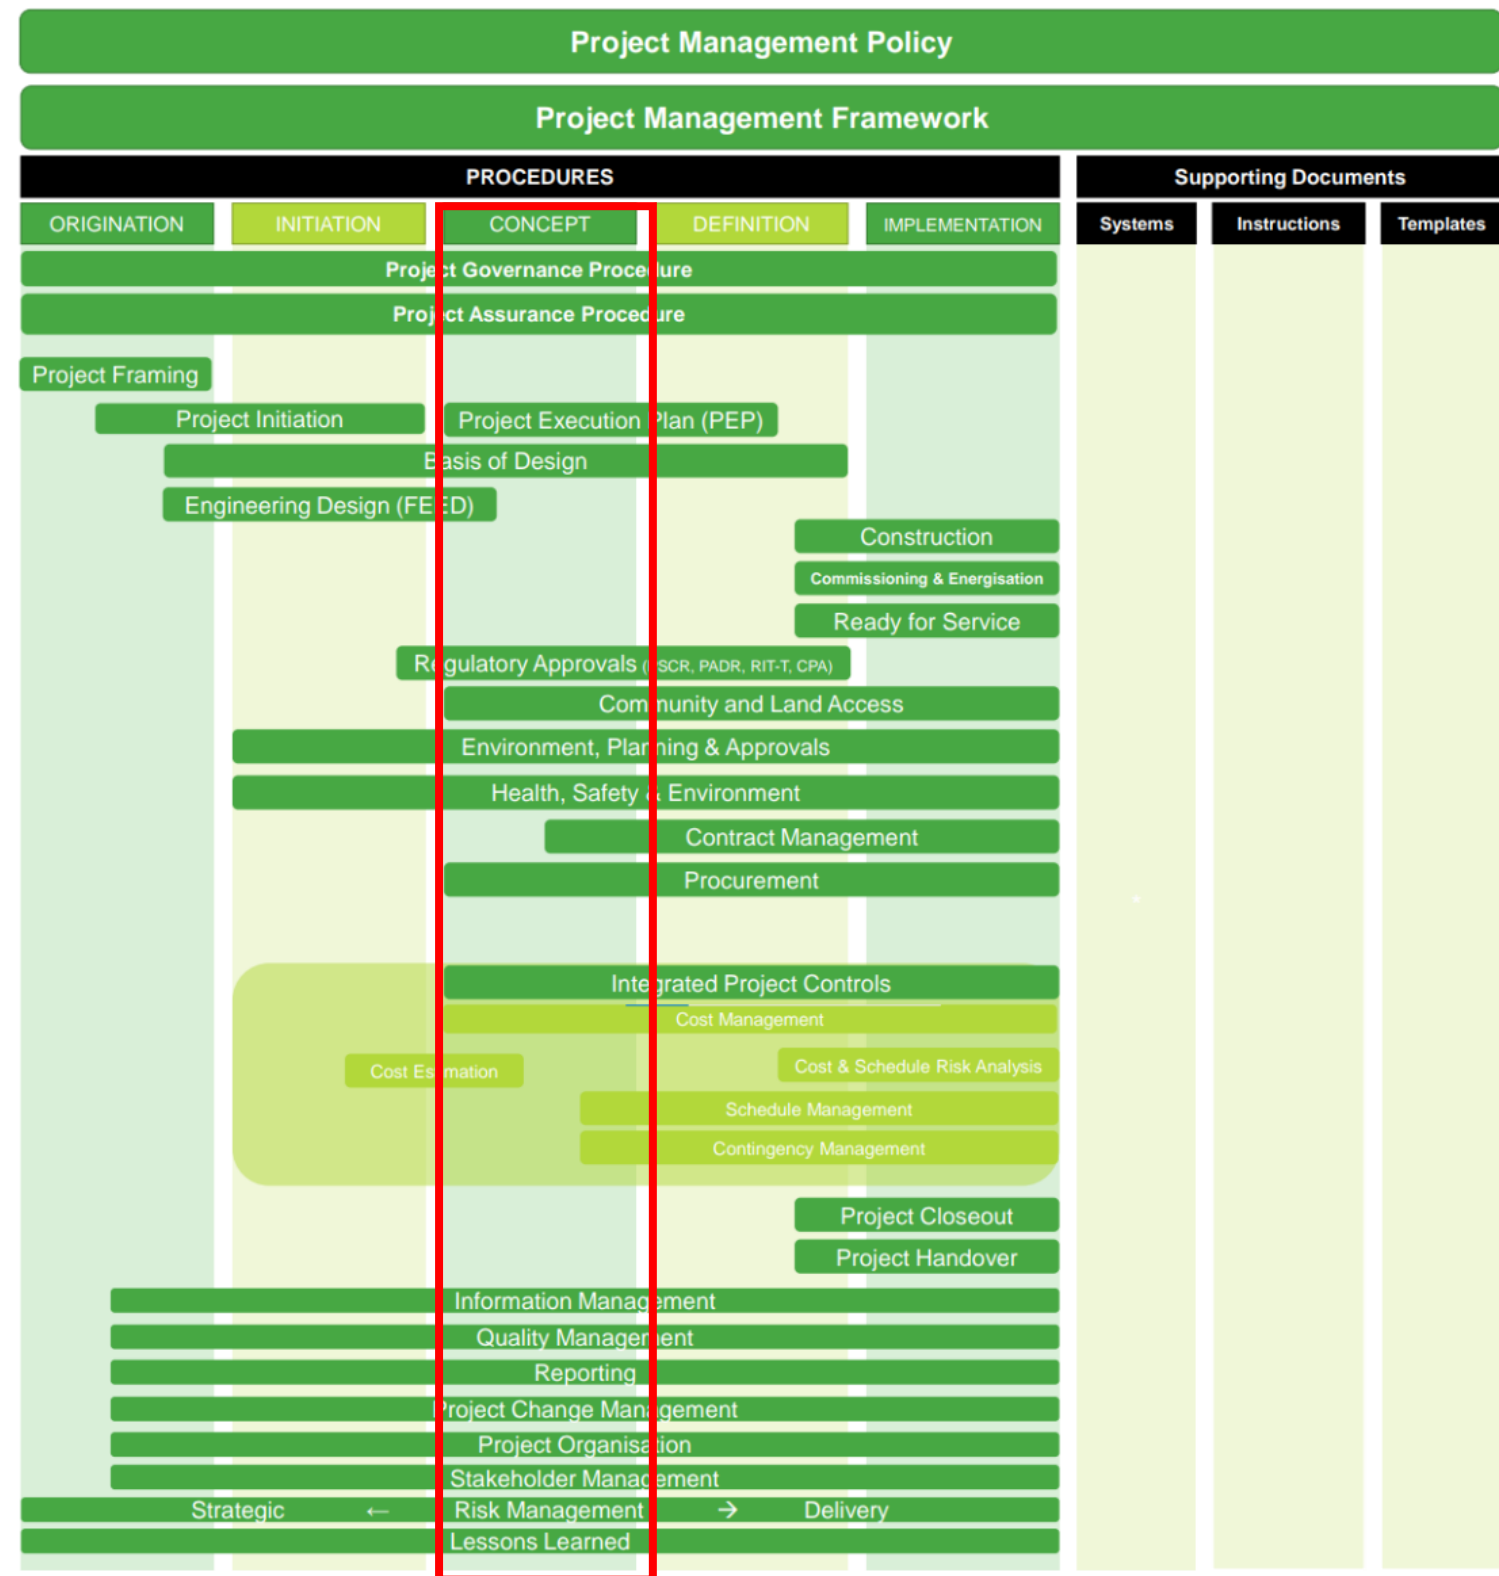 Project Management Policy
Project Management Framework
PROCEDURES
Supporting Documents
ORIGINATION
INITIATION
CONCEPT
DEFINITION
IMPLEMENTATION
Systems
Instructions
Templates
Project Governance Procedure
Project Assurance Procedure
Project Framing
Project Initiation
Project Execution Plan (PEP)
Basis of Design
Engineering Design (FEED)
Construction
Commissioning & Energisation
Ready for Service
Regulatory Approvals (PSCR, PADR, RIT-T, CPA)
Community and Land Access
Environment, Planning & Approvals
Health, Safety & Environment
Contract Management
Procurement
Integrated Project Controls
Cost Management
Cost Estimation
Cost & Schedule Risk Analysis
Schedule Management
Contingency Management
Project Closeout
Project Handover
Information Management
Quality Management
Reporting
Project Change Management
Project Organisation
Stakeholder Management
Strategic ← Risk Management → Delivery
Lessons Learned